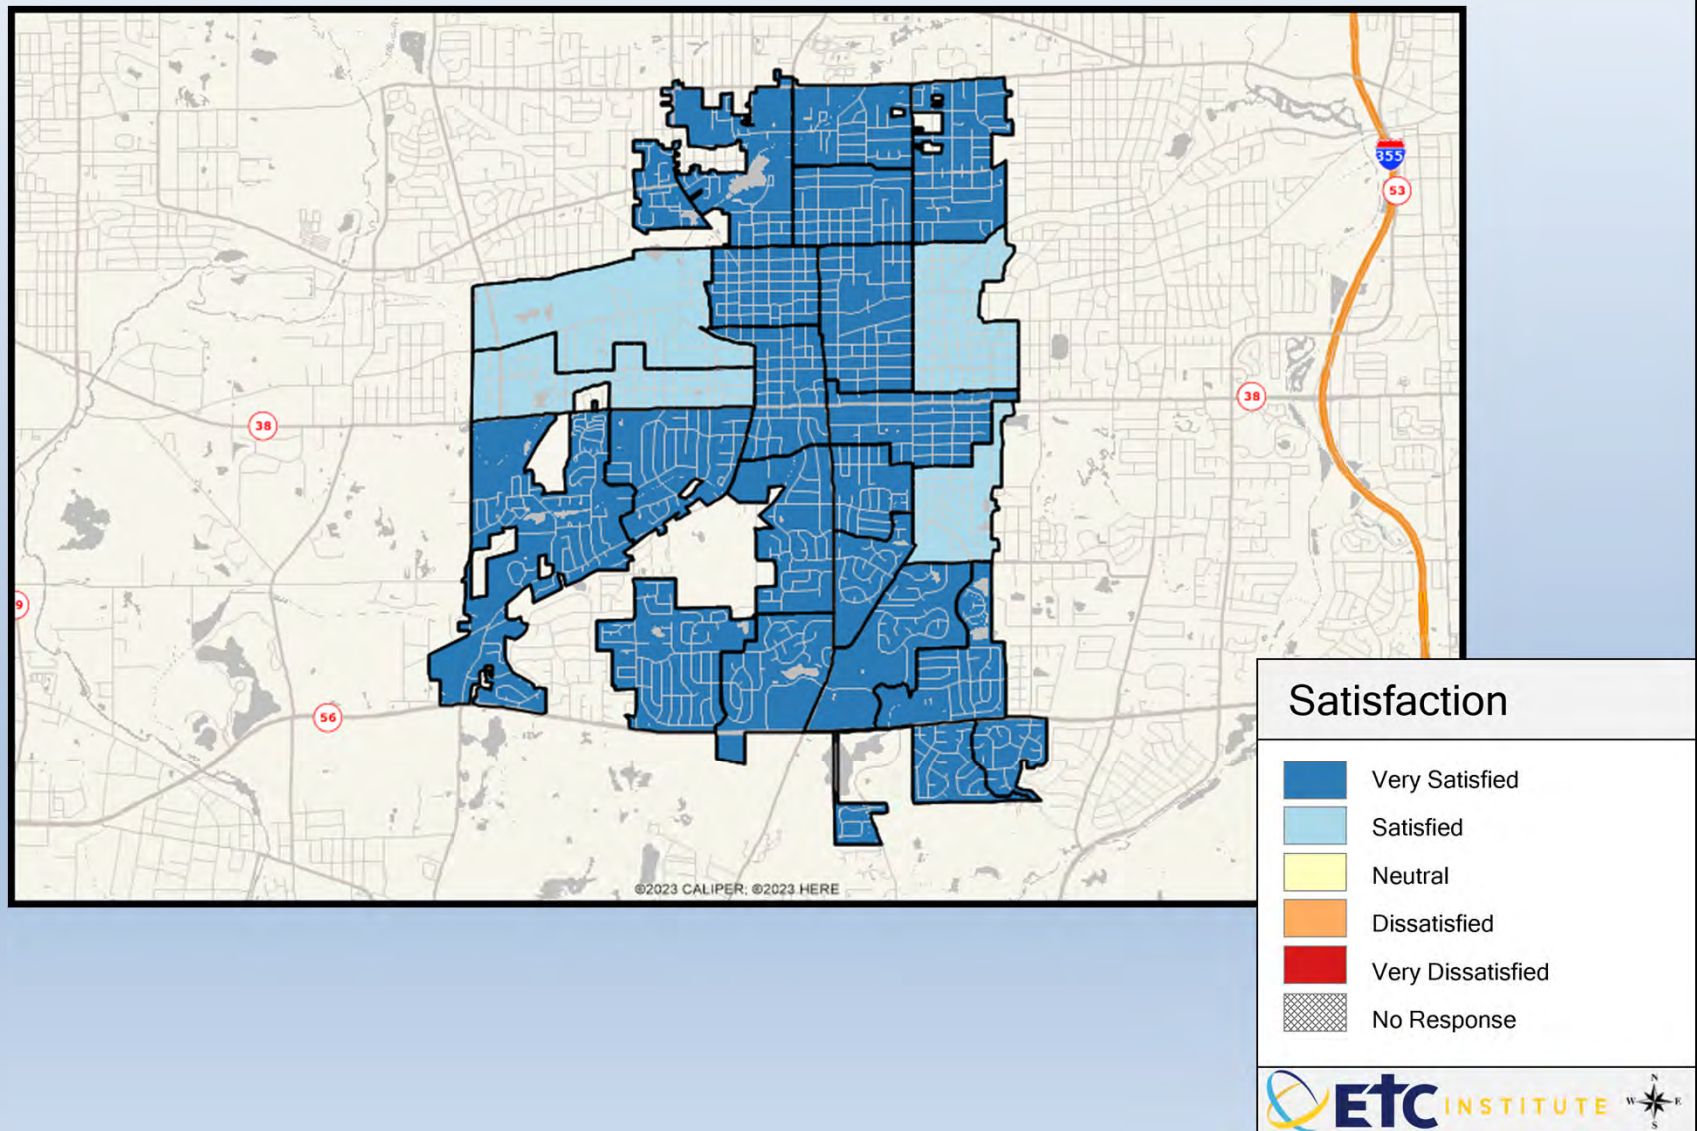 355
53
38
38
9
56
©2023 CALIPER; ©2023 HERE
Satisfaction
Very Satisfied
Satisfied
Neutral
Dissatisfied
Very Dissatisfied
No Response
ETC INSTITUTE
N
W E
S